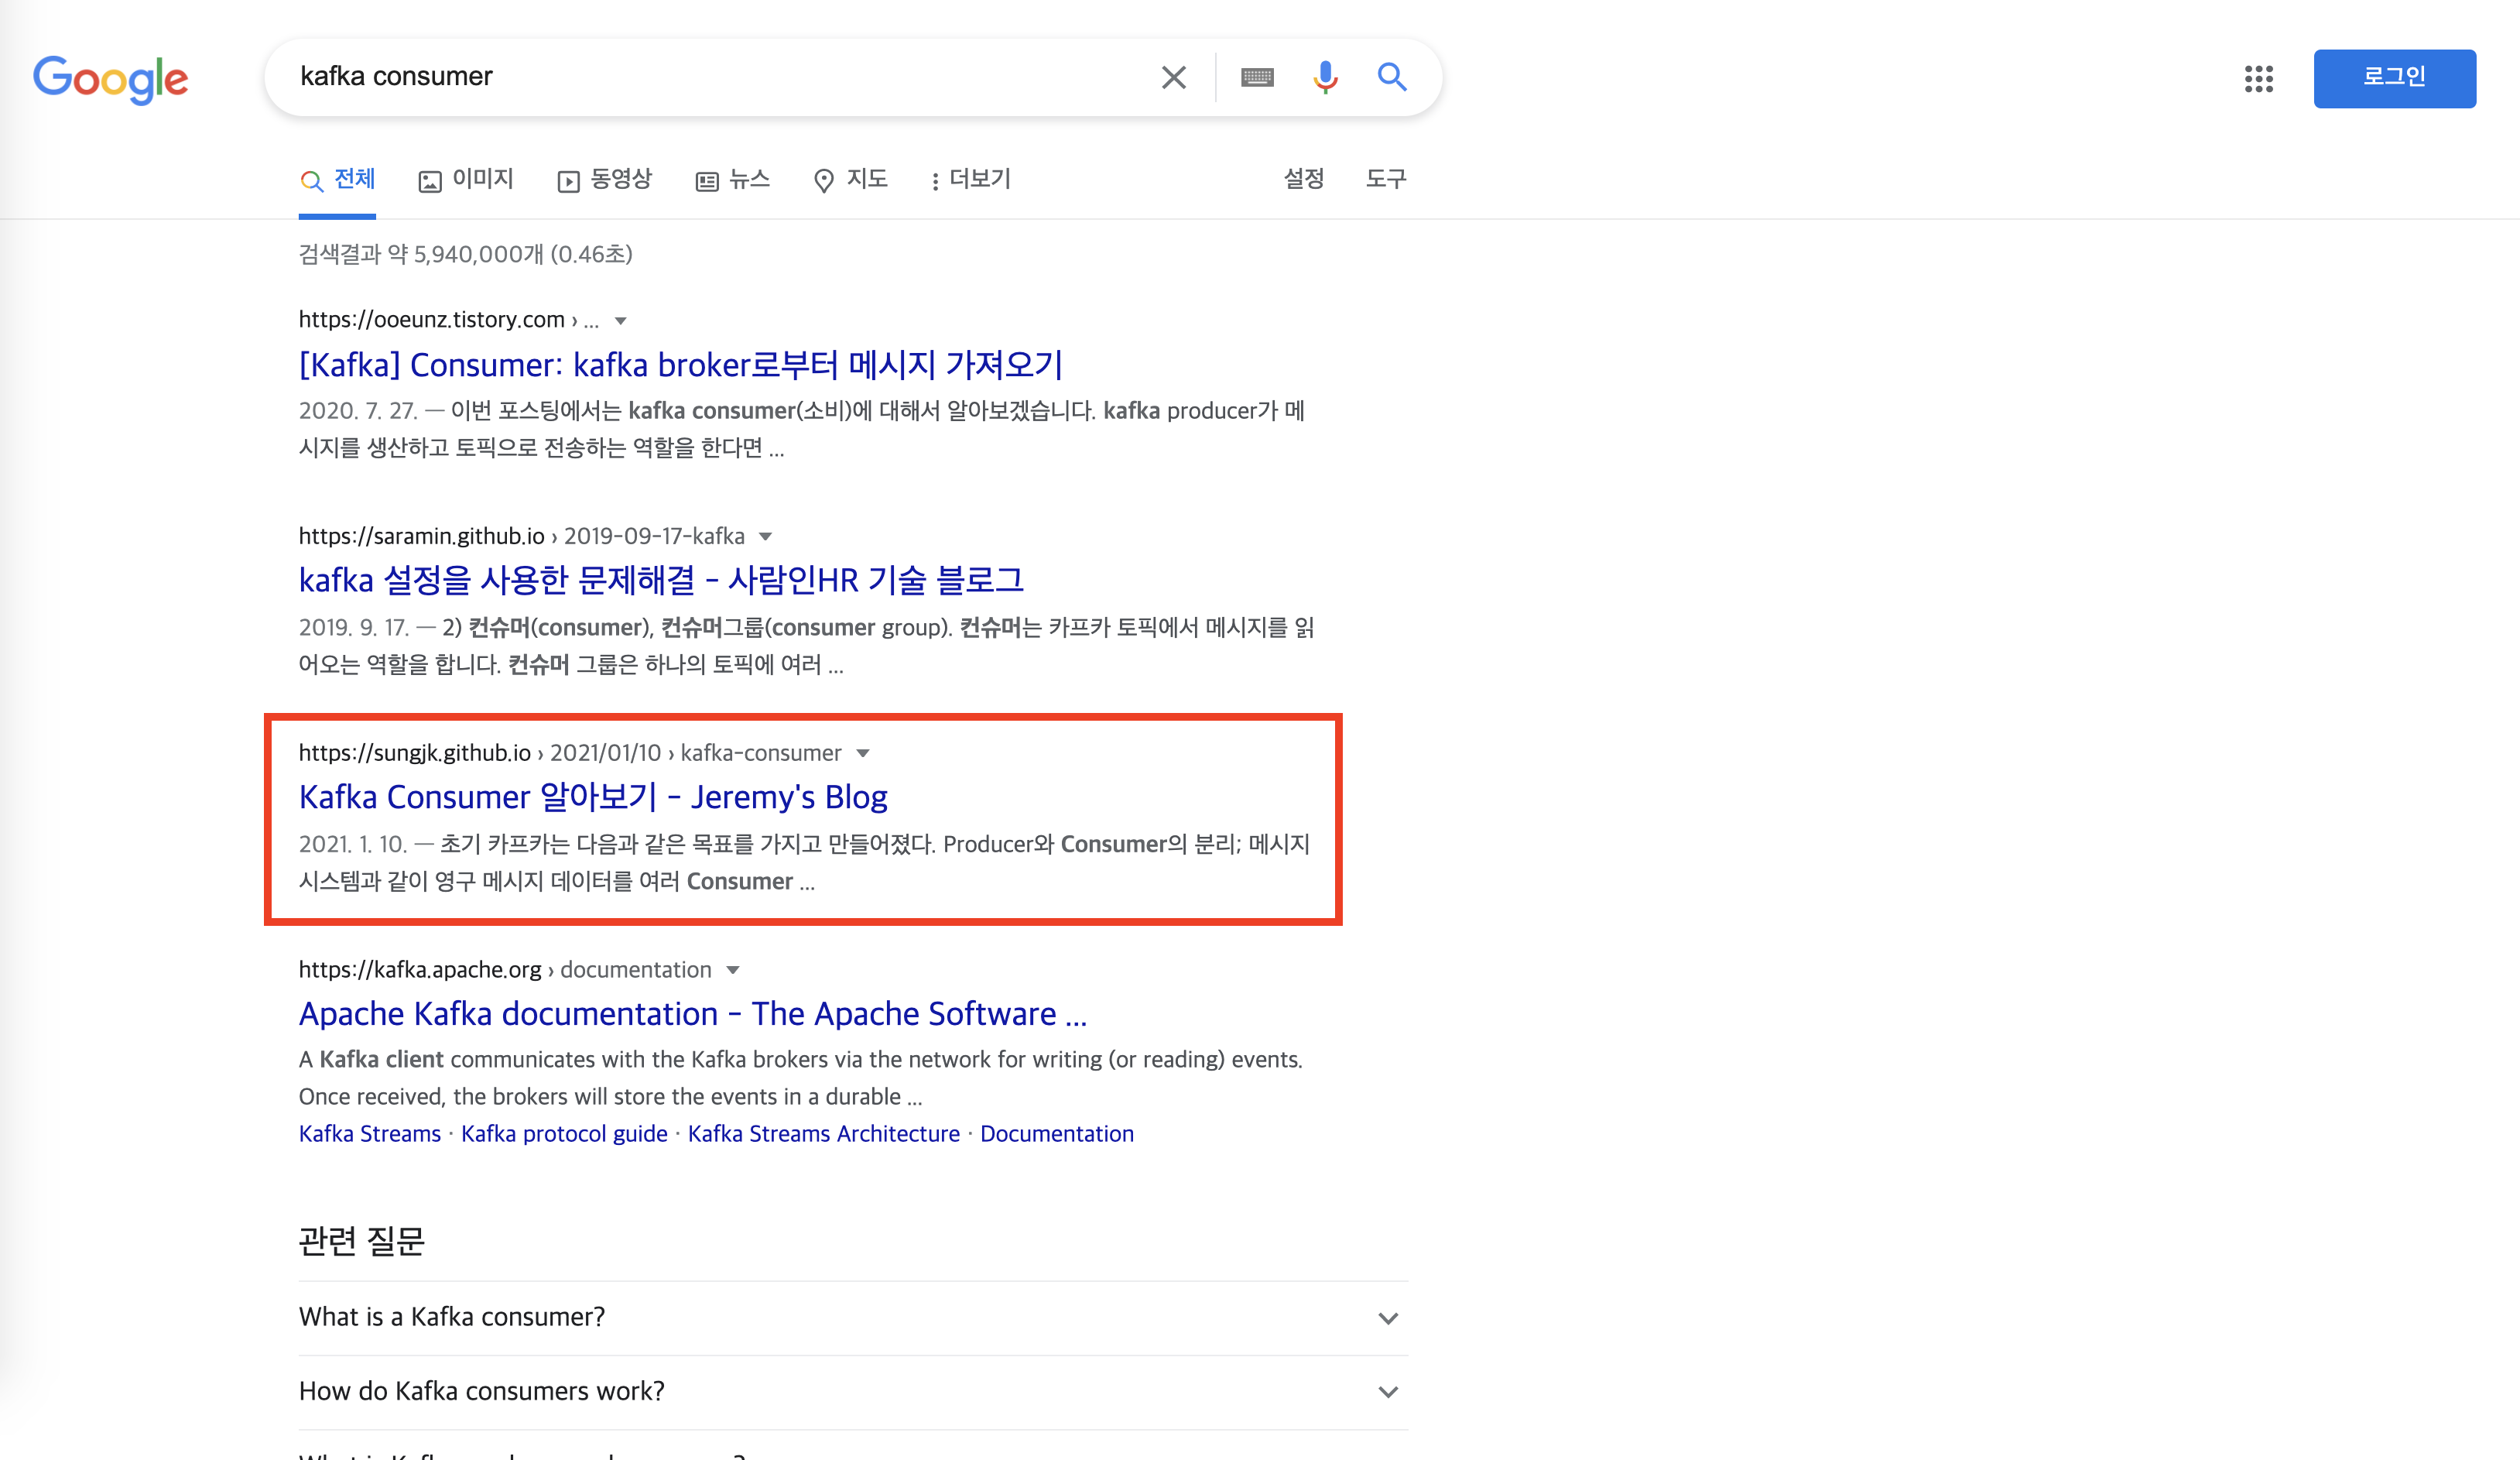 Google
kafka consumer
로그인
전체 이미지 동영상 뉴스 지도 더보기 설정 도구
검색결과 약 5,940,000개 (0.46초)
https://ooeunz.tistory.com › ...
[Kafka] Consumer: kafka broker로부터 메시지 가져오기
2020. 7. 27. — 이번 포스팅에서는 kafka consumer(소비)에 대해서 알아보겠습니다. kafka producer가 메
시지를 생산하고 토픽으로 전송하는 역할을 한다면 ...
https://saramin.github.io › 2019-09-17-kafka
kafka 설정을 사용한 문제해결 - 사람인HR 기술 블로그
2019. 9. 17. — 2) 컨슈머(consumer), 컨슈머그룹(consumer group). 컨슈머는 카프카 토픽에서 메시지를 읽
어오는 역할을 합니다. 컨슈머 그룹은 하나의 토픽에 여러 ...
https://sungjk.github.io › 2021/01/10 › kafka-consumer
Kafka Consumer 알아보기 - Jeremy's Blog
2021. 1. 10. — 초기 카프카는 다음과 같은 목표를 가지고 만들어졌다. Producer와 Consumer의 분리; 메시지
시스템과 같이 영구 메시지 데이터를 여러 Consumer ...
https://kafka.apache.org › documentation
Apache Kafka documentation - The Apache Software ...
A Kafka client communicates with the Kafka brokers via the network for writing (or reading) events.
Once received, the brokers will store the events in a durable ...
Kafka Streams · Kafka protocol guide · Kafka Streams Architecture · Documentation
관련 질문
What is a Kafka consumer?
How do Kafka consumers work?